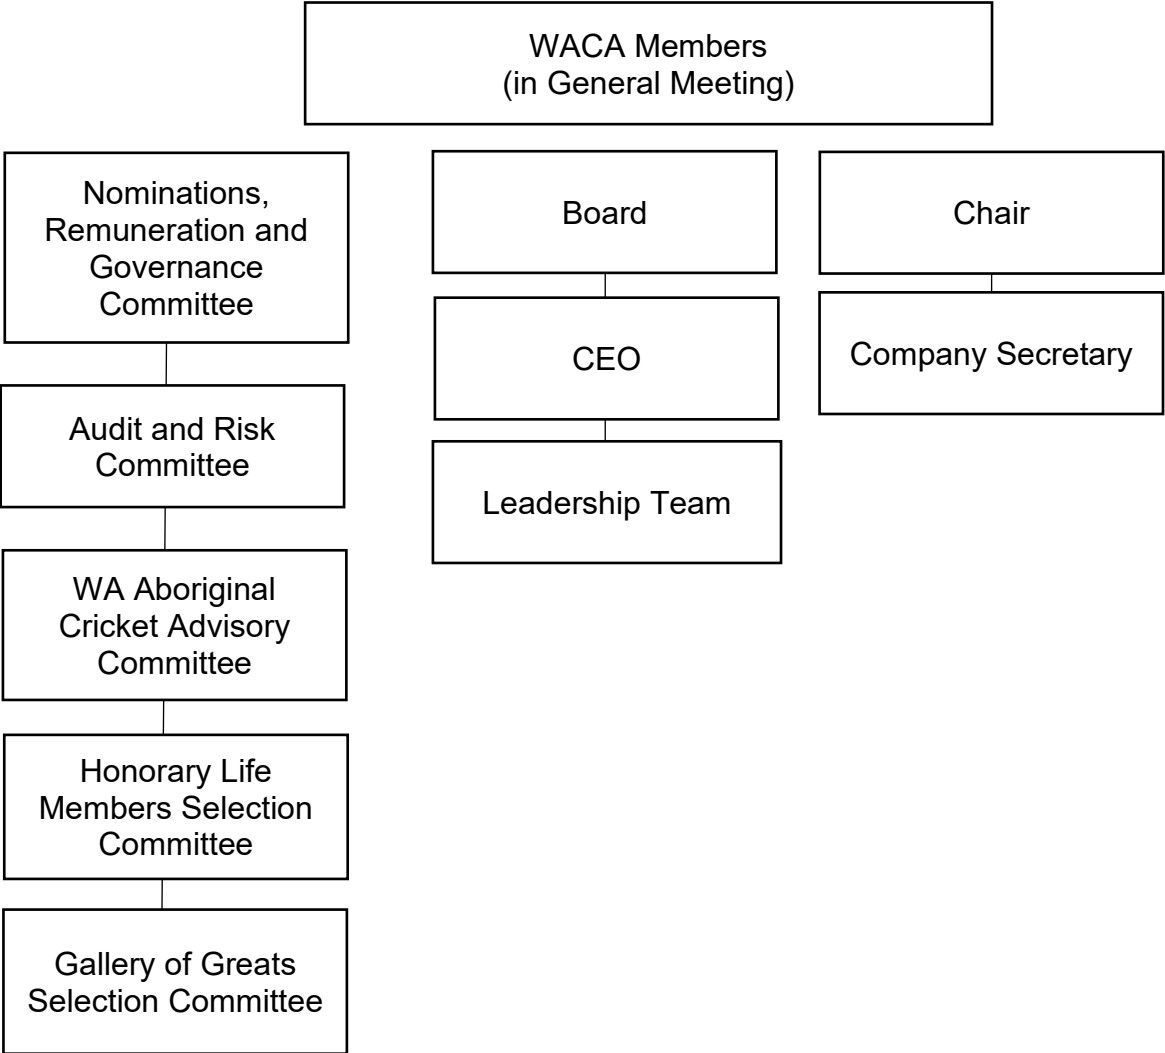 WACA Members
(in General Meeting)
Nominations,
Remuneration and
Governance
Committee
Audit and Risk
Committee
WA Aboriginal
Cricket Advisory
Committee
Honorary Life
Members Selection
Committee
Gallery of Greats
Selection Committee
Board
CEO
Leadership Team
Chair
Company Secretary